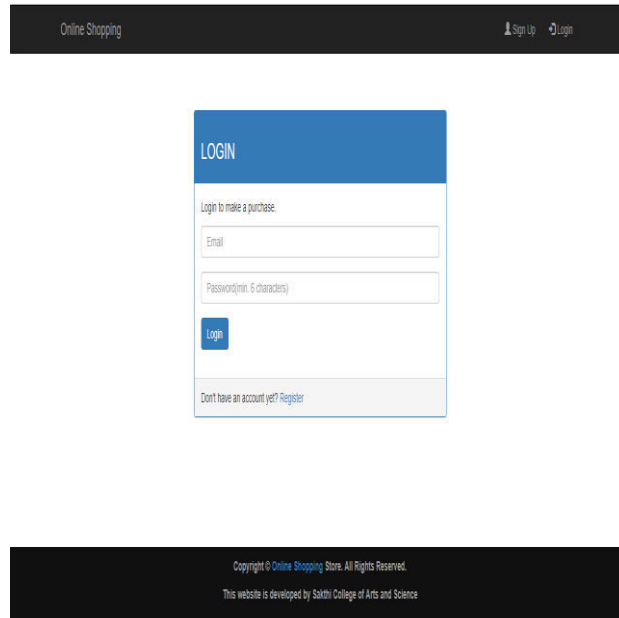 Online Shopping Sign Up Login
LOGIN
Login to make a purchase.
Email
Password(min. 6 characters)
Login
Don't have an account yet? Register
Copyright © Online Shopping Store. All Rights Reserved.
This website is developed by Sakthi College of Arts and Science